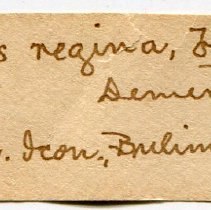 s regina, F
Demer
. Icon., Bulim